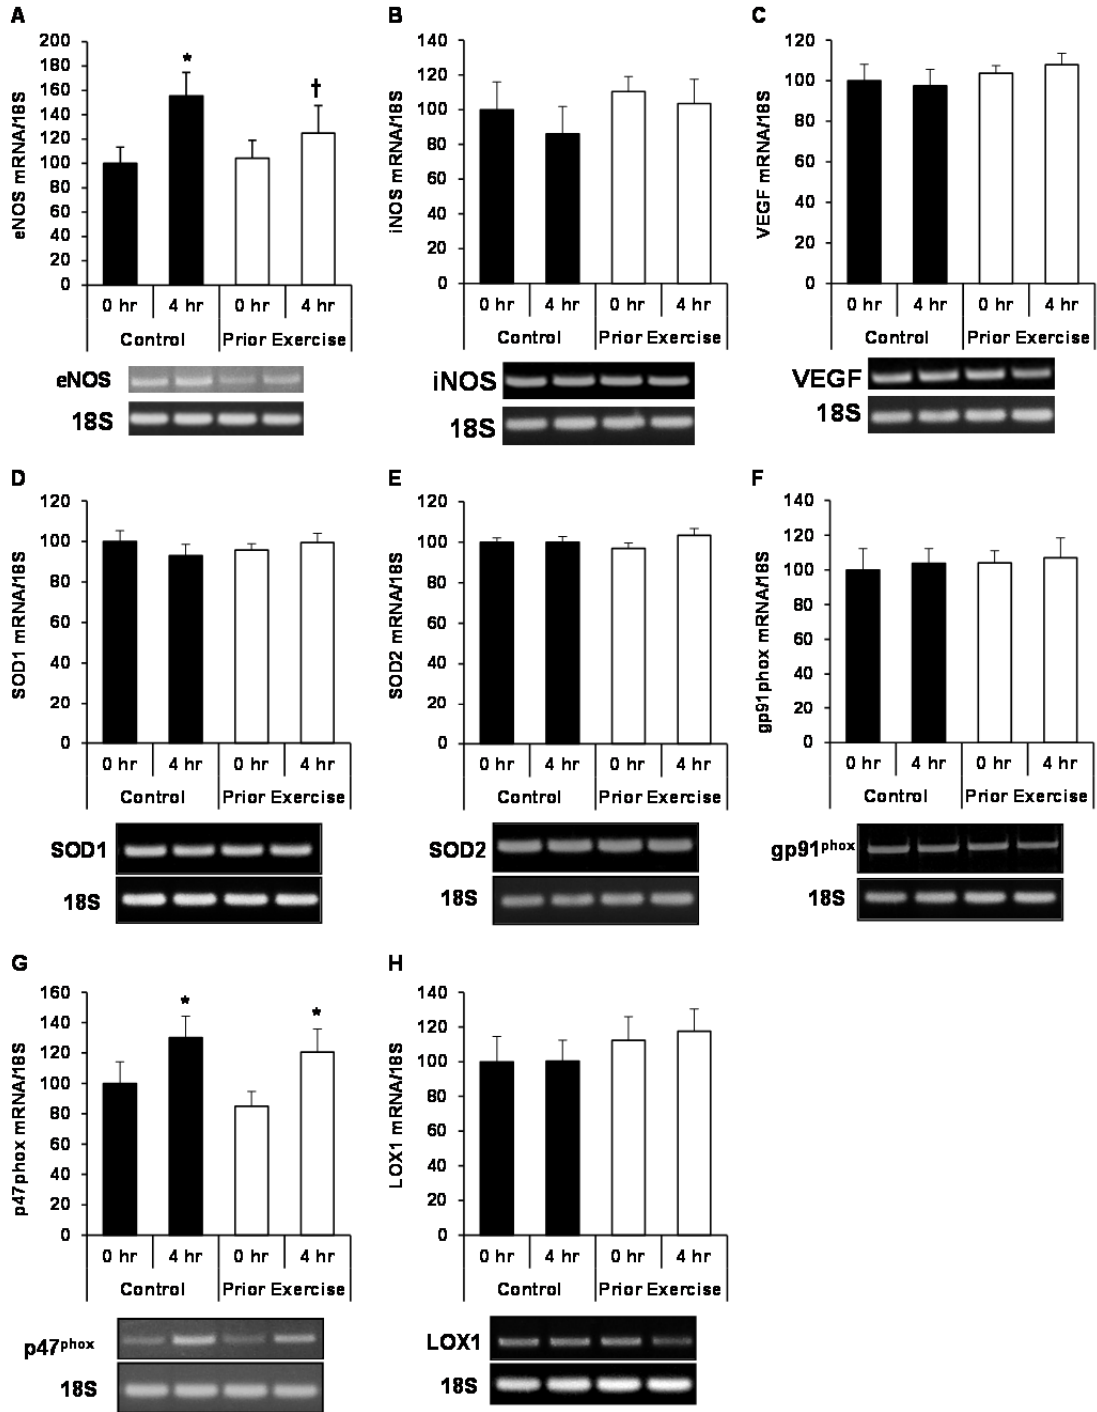 A
eNOS mRNA/18S
200
180
160
140
120
100
80
60
40
20
0
*
†
0 hr 4 hr 0 hr 4 hr
Control Prior Exercise
eNOS
18S
B
iNOS mRNA/18S
140
120
100
80
60
40
20
0
0 hr 4 hr 0 hr 4 hr
Control Prior Exercise
iNOS
18S
C
VEGF mRNA/18S
120
100
80
60
40
20
0
0 hr 4 hr 0 hr 4 hr
Control Prior Exercise
VEGF
18S
D
SOD1 mRNA/18S
120
100
80
60
40
20
0
0 hr 4 hr 0 hr 4 hr
Control Prior Exercise
SOD1
18S
E
SOD2 mRNA/18S
120
100
80
60
40
20
0
0 hr 4 hr 0 hr 4 hr
Control Prior Exercise
SOD2
18S
F
gp91phox mRNA/18S
140
120
100
80
60
40
20
0
0 hr 4 hr 0 hr 4 hr
Control Prior Exercise
gp91phox
18S
G
p47phox mRNA/18S
160
140
120
100
80
60
40
20
0
* *
0 hr 4 hr 0 hr 4 hr
Control Prior Exercise
p47phox
18S
H
LOX1 mRNA/18S
140
120
100
80
60
40
20
0
0 hr 4 hr 0 hr 4 hr
Control Prior Exercise
LOX1
18S